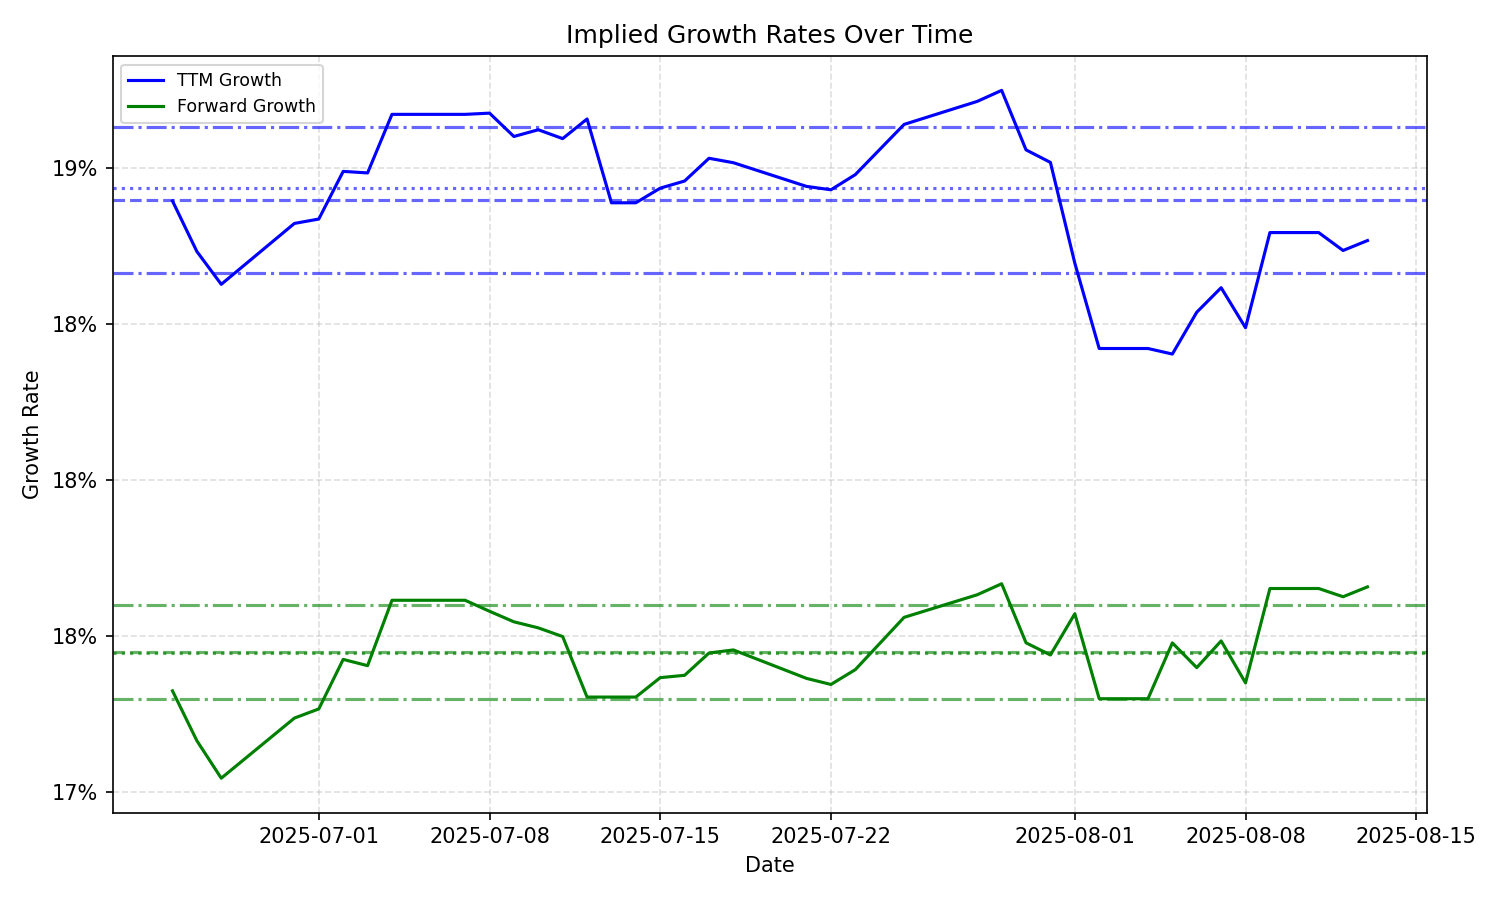 Implied Growth Rates Over Time
TTM Growth
Forward Growth
19%
18%
18%
18%
17%
Growth Rate
2025-07-01
2025-07-08
2025-07-15
2025-07-22
2025-08-01
2025-08-08
2025-08-15
Date